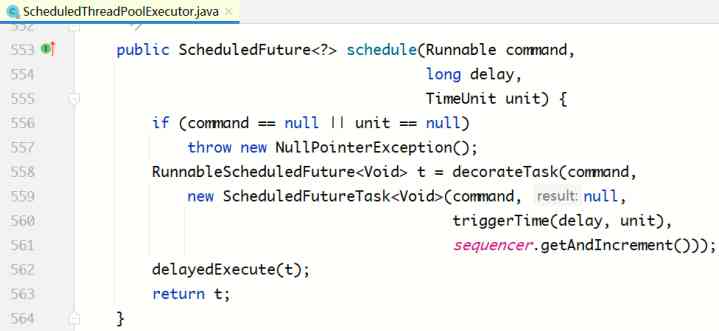 ScheduledThreadPoolExecutor.java
552 */
553 public ScheduledFuture<?> schedule(Runnable command,
554 long delay,
555 TimeUnit unit) {
556 if (command == null || unit == null)
557 throw new NullPointerException();
558 RunnableScheduledFuture<Void> t = decorateTask(command,
559 new ScheduledFutureTask<Void>(command, result: null,
560 triggerTime(delay, unit),
561 sequencer.getAndIncrement()));
562 delayedExecute(t);
563 return t;
564 }